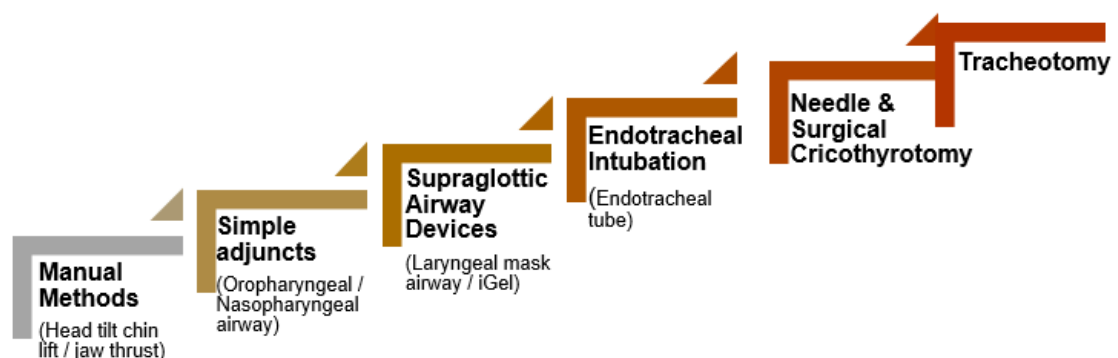 Manual
Methods
(Head tilt chin
lift / jaw thrust)
Simple
adjuncts
(Oropharyngeal /
Nasopharyngeal
airway)
Supraglottic
Airway
Devices
(Laryngeal mask
airway / iGel)
Endotracheal
Intubation
(Endotracheal
tube)
Needle &
Surgical
Cricothyrotomy
Tracheotomy